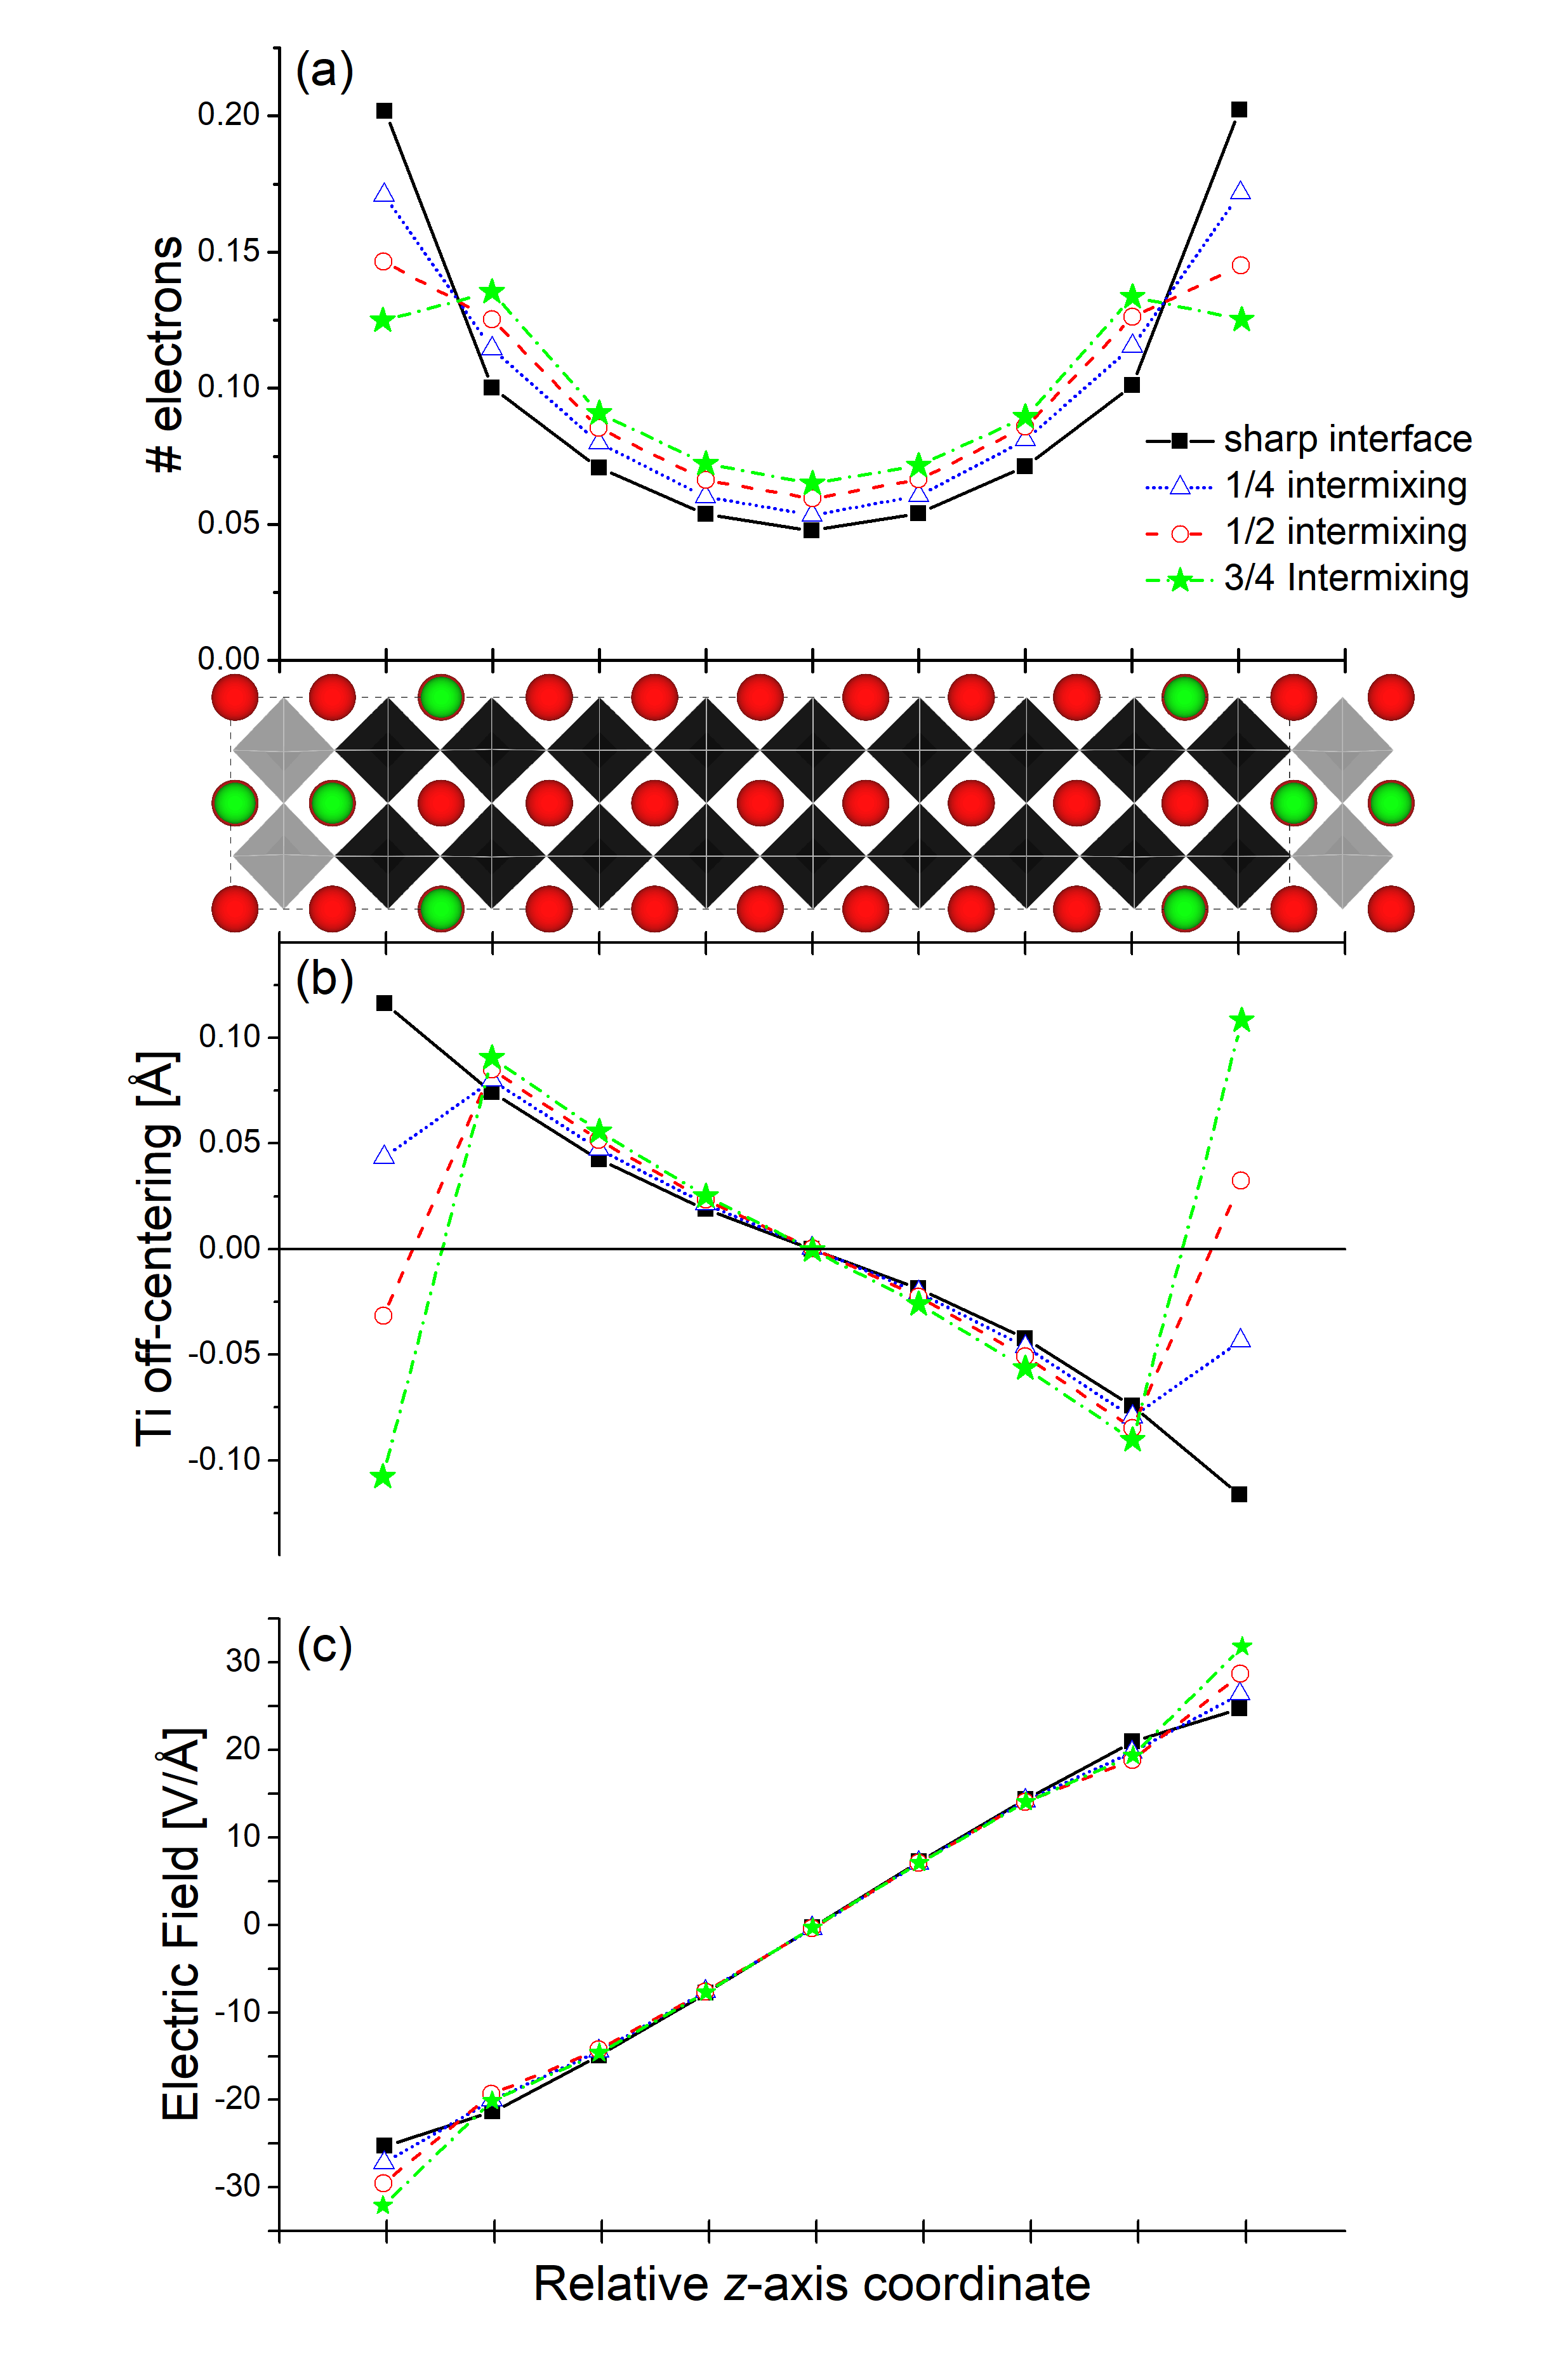 (a)
# electrons
0.20
0.15
0.10
0.05
0.00
sharp interface
1/4 intermixing
1/2 intermixing
3/4 Intermixing
(b)
Ti off-centering [Å]
0.10
0.05
0.00
-0.05
-0.10
(c)
Electric Field [V/Å]
30
20
10
0
-10
-20
-30
Relative z-axis coordinate